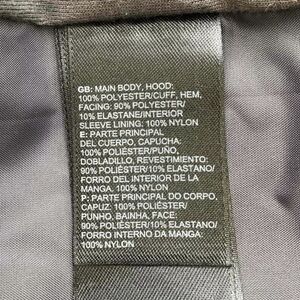 GB: MAIN BODY, HOOD:
100% POLYESTER/CUFF, HEM,
FACING: 90% POLYESTER/
10% ELASTANE/INTERIOR
SLEEVE LINING: 100% NYLON
E: PARTE PRINCIPAL
DEL CUERPO, CAPUCHA:
100% POLIÉSTER/PUÑO,
DOBLADILLO, REVESTIMIENTO:
90% POLIÉSTER/10% ELASTANO/
FORRO DEL INTERIOR DE LA
MANGA, 100% NYLON
P: PARTE PRINCIPAL DO CORPO,
CAPUZ: 100% POLIÉSTER/
PUNHO, BAINHA, FACE:
90% POLIÉSTER/10% ELASTANO/
FORRO INTERNO DA MANGA:
100% NYLON